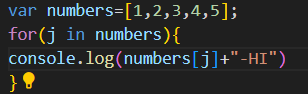 var numbers=[1,2,3,4,5];
for(j in numbers){
console.log(numbers[j]+"-HI")
}